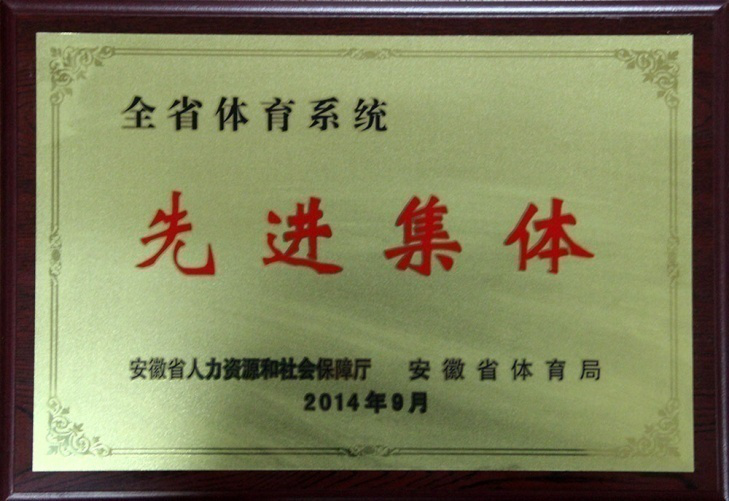 全省体育系统
先进集体
安徽省人力资源和社会保障厅 安徽省体育局
2014年9月